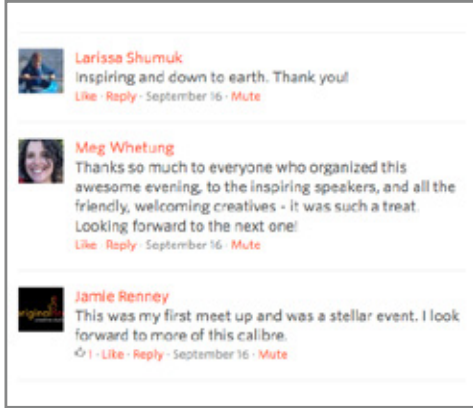 Larissa Shumuk
Inspiring and down to earth. Thank you!
Like · Reply · September 16 · Mute
Meg Whetung
Thanks so much to everyone who organized this
awesome evening, to the inspiring speakers, and all the
friendly, welcoming creatives - it was such a treat.
Looking forward to the next one!
Like · Reply · September 16 · Mute
Jamie Renney
This was my first meet up and was a stellar event. I look
forward to more of this calibre.
1 · Like · Reply · September 16 · Mute